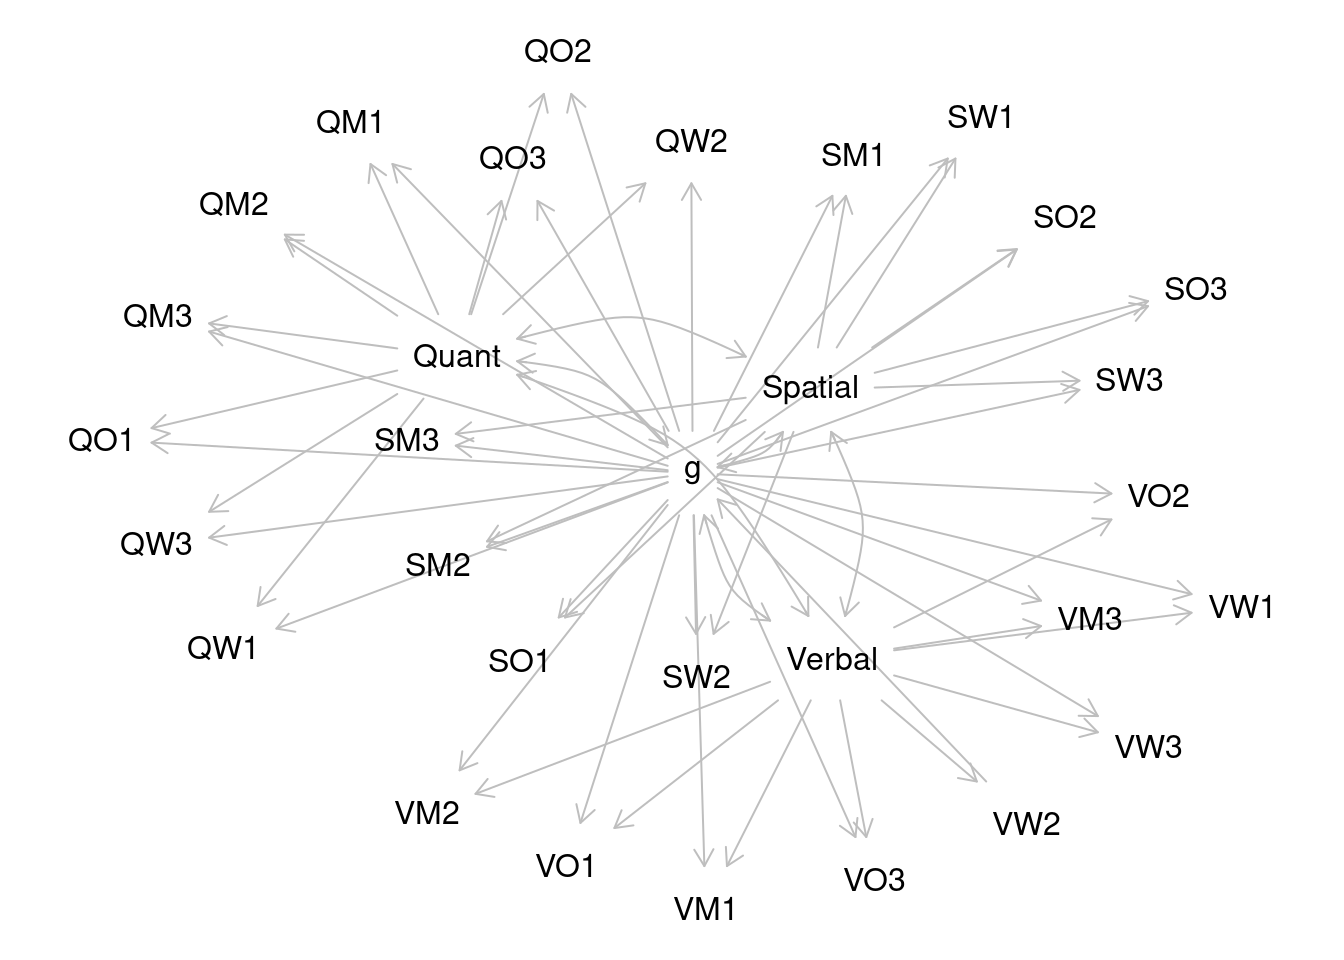 QO2
QM1
SW1
QW2
QO3
SM1
QM2
SO2
SO3
QM3
Quant
Spatial
SW3
QO1
SM3
g
VO2
QW3
SM2
VW1
VM3
QW1
SO1
Verbal
SW2
VW3
VM2
VW2
VO1
VO3
VM1